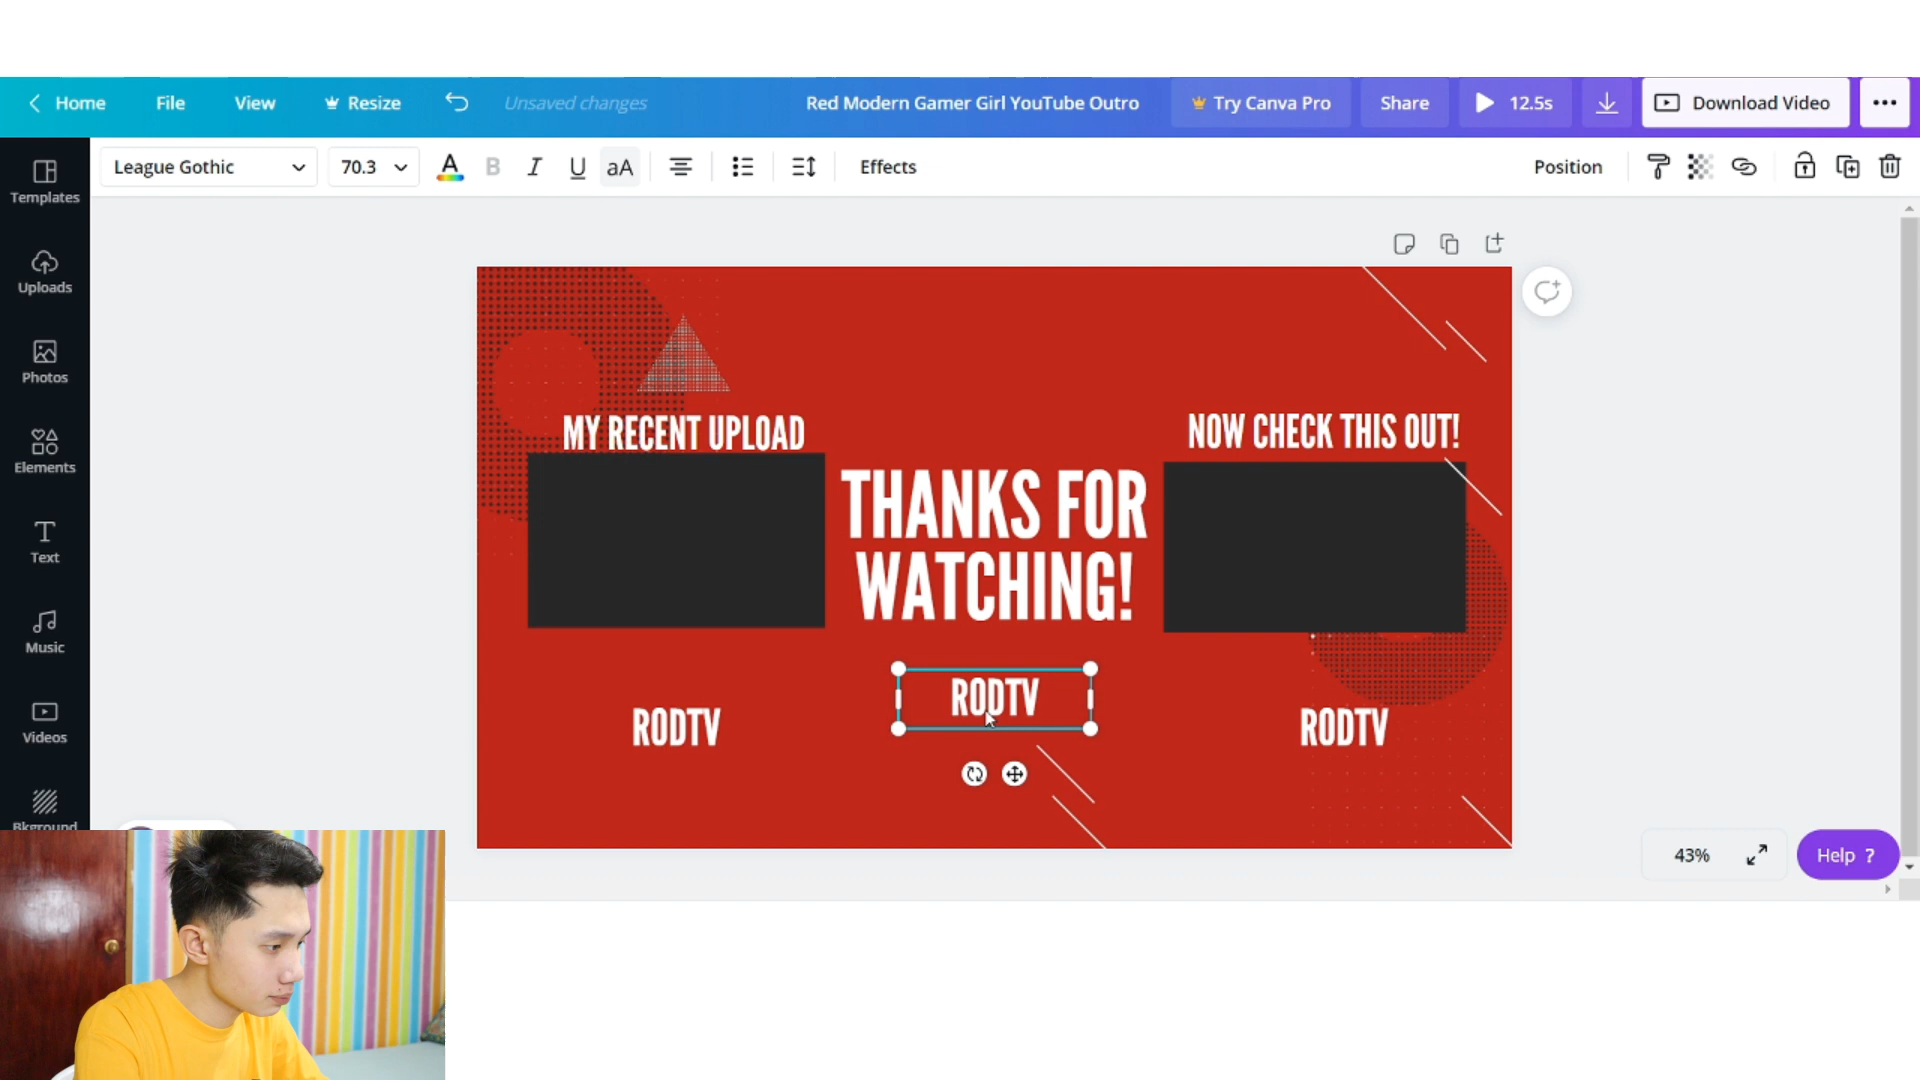 Home File View Resize Unsaved changes Red Modern Gamer Girl YouTube Outro Try Canva Pro Share 12.5s Download Video
League Gothic 70.3 A B I U aA Effects Position
Templates
Uploads
Photos
Elements
Text
Music
Videos
Bkground
MY RECENT UPLOAD
NOW CHECK THIS OUT!
THANKS FOR
WATCHING!
RODTV
RODTV
RODTV
43% Help ?